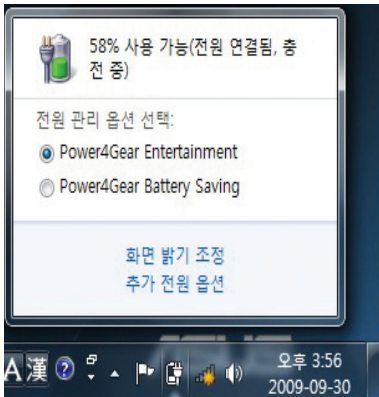 58% 사용 가능(전원 연결됨, 충
전 중)
전원 관리 옵션 선택:
Power4Gear Entertainment
Power4Gear Battery Saving
화면 밝기 조정
추가 전원 옵션
A 漢 ?
오후 3:56
2009-09-30